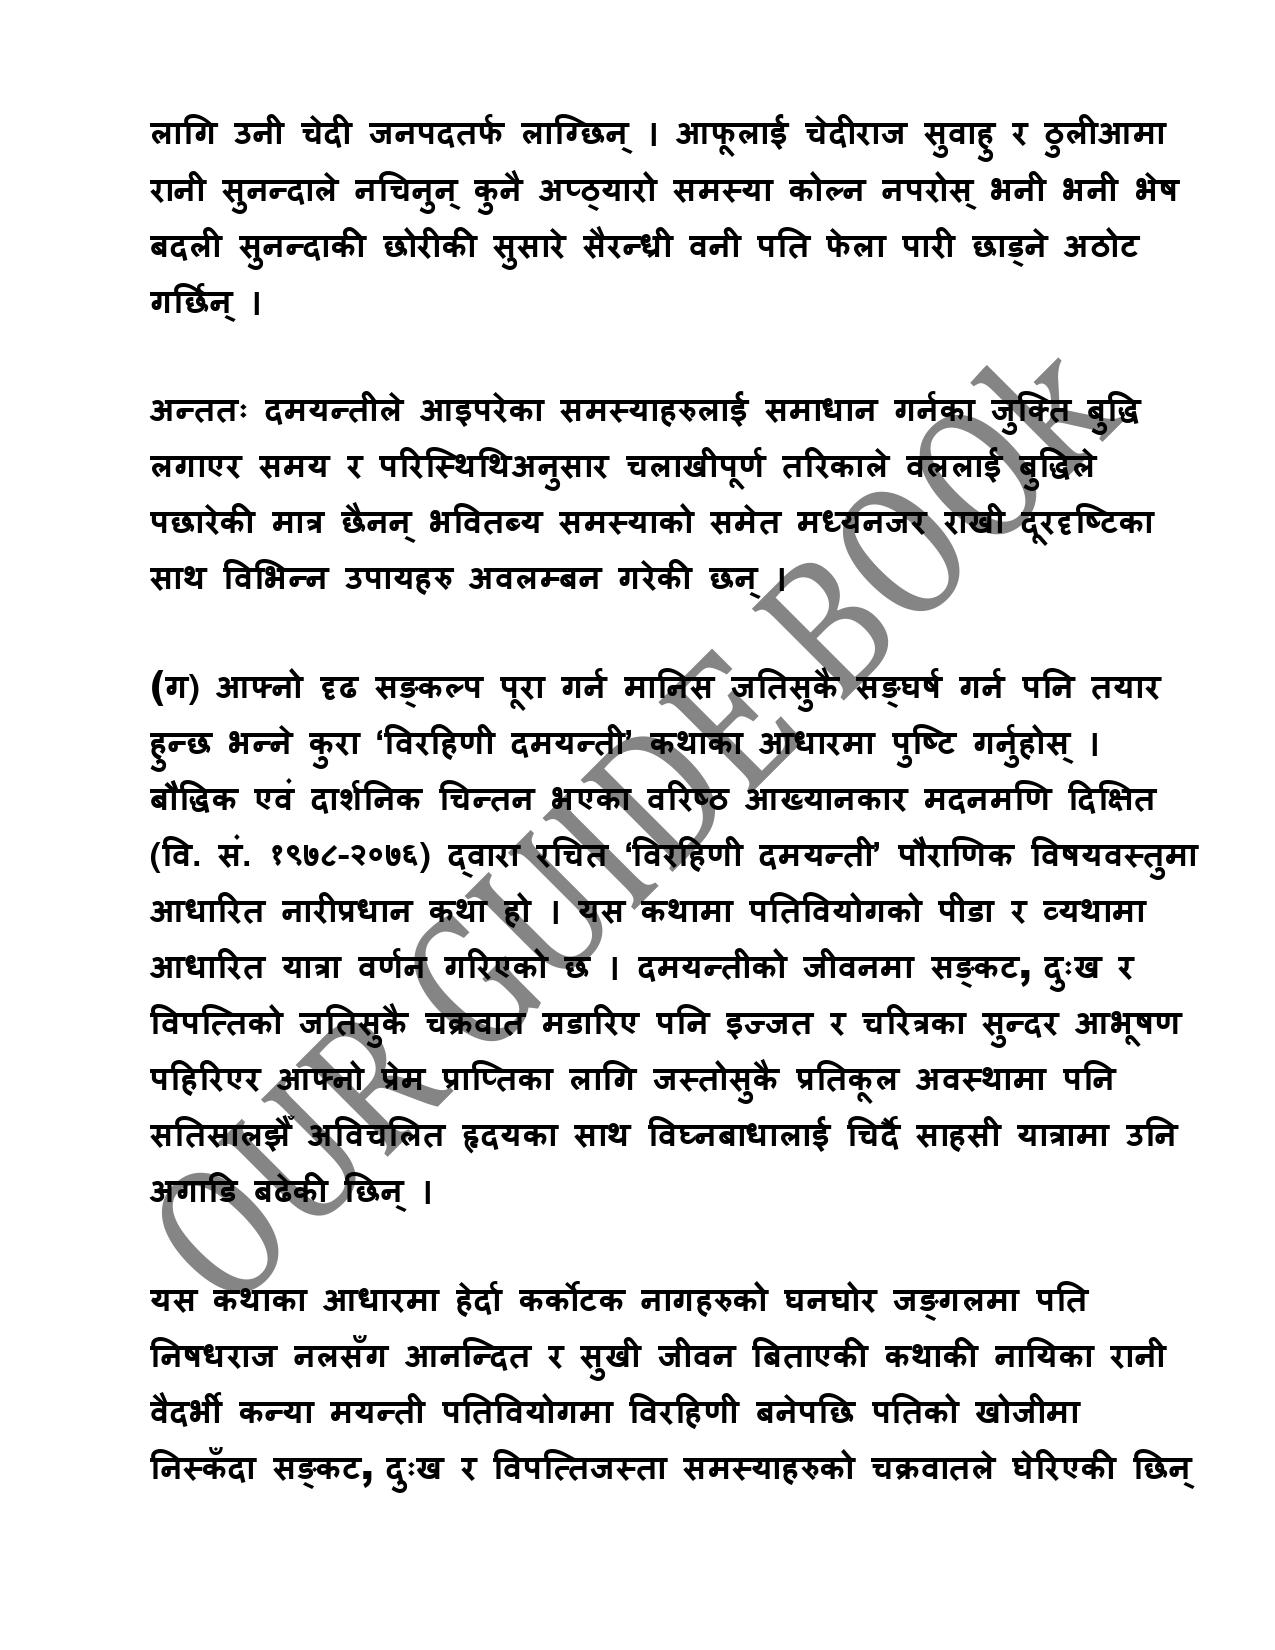 लागि उनी चेदी जनपदतर्फ लाग्छिन् । आफूलाई चेदीराज सुवाहु र ठुलीआमा
रानी सुनन्दाले नचिनुन् कुनै अप्ठ्यारो समस्या कोल्न नपरोस् भनी भनी भेष
बदली सुनन्दाकी छोरीकी सुसारे सैरन्ध्री वनी पति फेला पारी छाड्ने अठोट
गर्छिन् ।
अन्ततः दमयन्तीले आइपरेका समस्याहरुलाई समाधान गर्नका जुक्ति बुद्धि
लगाएर समय र परिस्थिथिअनुसार चलाखीपूर्ण तरिकाले वललाई बुद्धिले
पछारेकी मात्र छैनन् भवितब्य समस्याको समेत मध्यनजर राखी दूरदृष्टिका
साथ विभिन्न उपायहरु अवलम्बन गरेकी छन् ।
(ग) आफ्नो दृढ सङ्कल्प पूरा गर्न मानिस जतिसुकै सङ्घर्ष गर्न पनि तयार
हुन्छ भन्ने कुरा ‘विरहिणी दमयन्ती’ कथाका आधारमा पुष्टि गर्नुहोस् ।
बौद्धिक एवं दार्शनिक चिन्तन भएका वरिष्ठ आख्यानकार मदनमणि दिक्षित
(वि. सं. १९७८-२०७६) द्वारा रचित ‘विरहिणी दमयन्ती’ पौराणिक विषयवस्तुमा
आधारित नारीप्रधान कथा हो । यस कथामा पतिवियोगको पीडा र व्यथामा
आधारित यात्रा वर्णन गरिएको छ । दमयन्तीको जीवनमा सङ्कट, दुःख र
विपत्तिको जतिसुकै चक्रवात मडारिए पनि इज्जत र चरित्रका सुन्दर आभूषण
पहिरिएर आफ्नो प्रेम प्राप्तिका लागि जस्तोसुकै प्रतिकूल अवस्थामा पनि
सतिसालझैँ अविचलित हृदयका साथ विघ्नबाधालाई चिर्दै साहसी यात्रामा उनि
अगाडि बढेकी छिन् ।
यस कथाका आधारमा हेर्दा कर्कोटक नागहरुको घनघोर जङ्गलमा पति
निषधराज नलसँग आनन्दित र सुखी जीवन बिताएकी कथाकी नायिका रानी
वैदर्भी कन्या मयन्ती पतिवियोगमा विरहिणी बनेपछि पतिको खोजीमा
निस्कँदा सङ्कट, दुःख र विपत्तिजस्ता समस्याहरुको चक्रवातले घेरिएकी छिन्
OUR GUIDE BOOK